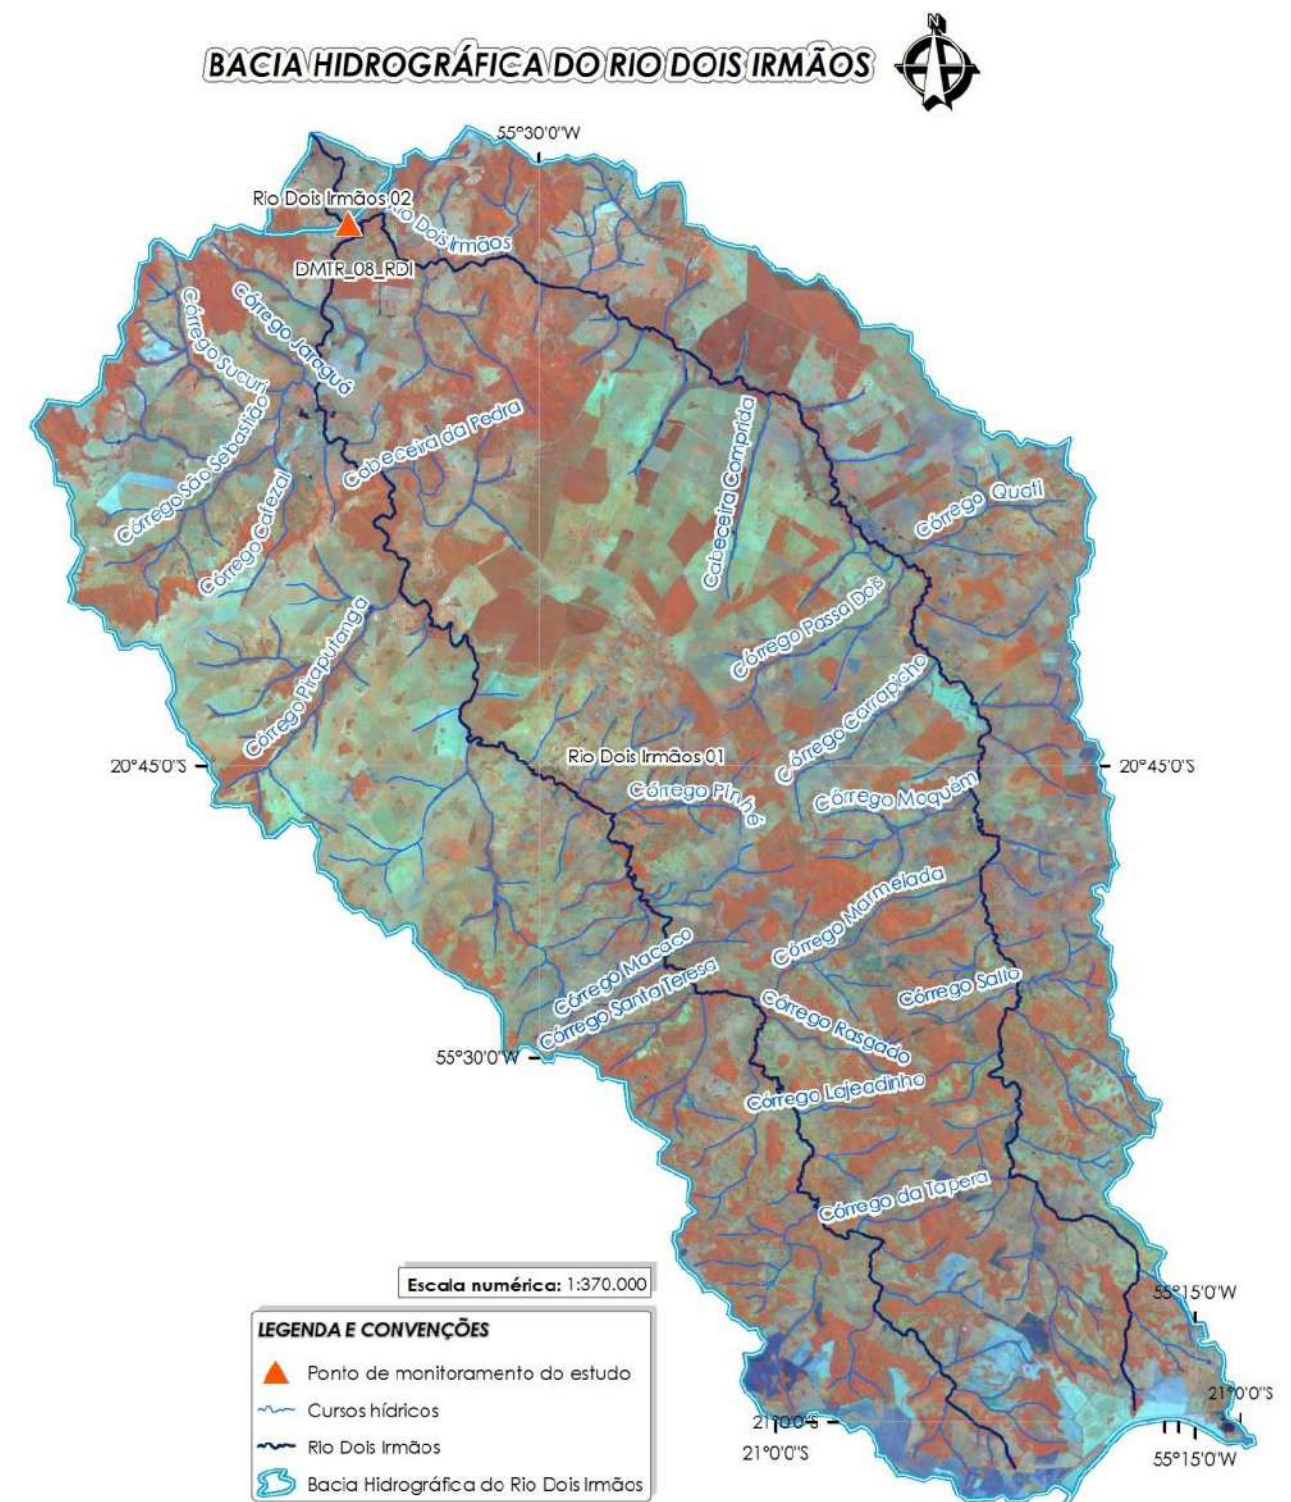 N
BACIA HIDROGRÁFICA DO RIO DOIS IRMÃOS
55°30'0"W
Rio Dois Irmãos 02
Rio Dois Irmãos
DMTR_08_RDI
Córrego Sucuri
Córrego Jaraguá
Córrego São Sebastião
Cabeceira da Pedra
Córrego Cafezal
Cabeceira Comprida
Córrego Quati
Córrego Passa Dois
Córrego Piraputanga
Córrego Carrapicho
20°45'0"S
Rio Dois Irmãos 01
20°45'0"S
Córrego Pinhé
Córrego Moquém
Córrego Marmelada
Córrego Macaco
Córrego Santa Teresa
Córrego Salto
Córrego Rasgado
55°30'0"W
Córrego Lajeadinho
Córrego da Tapera
Escala numérica: 1:370.000
55°15'0"W
LEGENDA E CONVENÇÕES
Ponto de monitoramento do estudo
Cursos hídricos
Rio Dois Irmãos
Bacia Hidrográfica do Rio Dois Irmãos
21°0'0"S
21°0'0"S
21°0'0"S
55°15'0"W